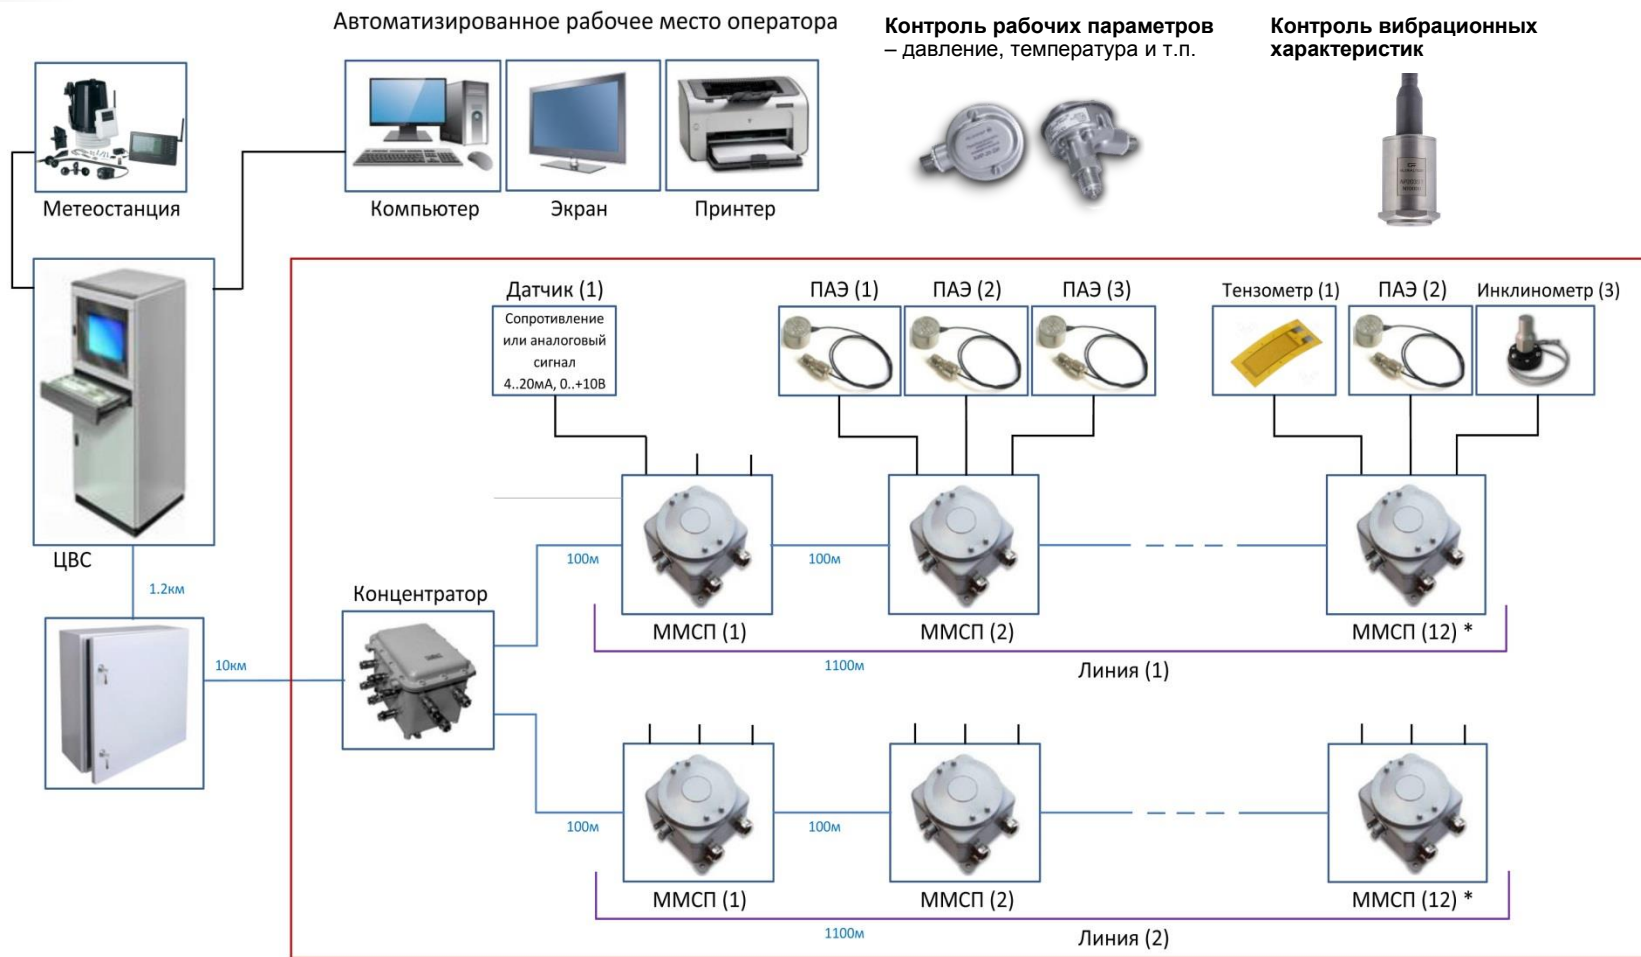 Автоматизированное рабочее место оператора
Контроль рабочих параметров
– давление, температура и т.п.
Контроль вибрационных
характеристик
Метеостанция
Компьютер
Экран
Принтер
Датчик (1)
Сопротивление
или аналоговый
сигнал
4..20мА, 0..+10В
ПАЭ (1)
ПАЭ (2)
ПАЭ (3)
Тензометр (1)
ПАЭ (2)
Инклинометр (3)
ЦВС
1.2км
10км
Концентратор
100м
100м
ММСП (1)
ММСП (2)
ММСП (12) *
1100м
Линия (1)
100м
100м
ММСП (1)
ММСП (2)
ММСП (12) *
1100м
Линия (2)